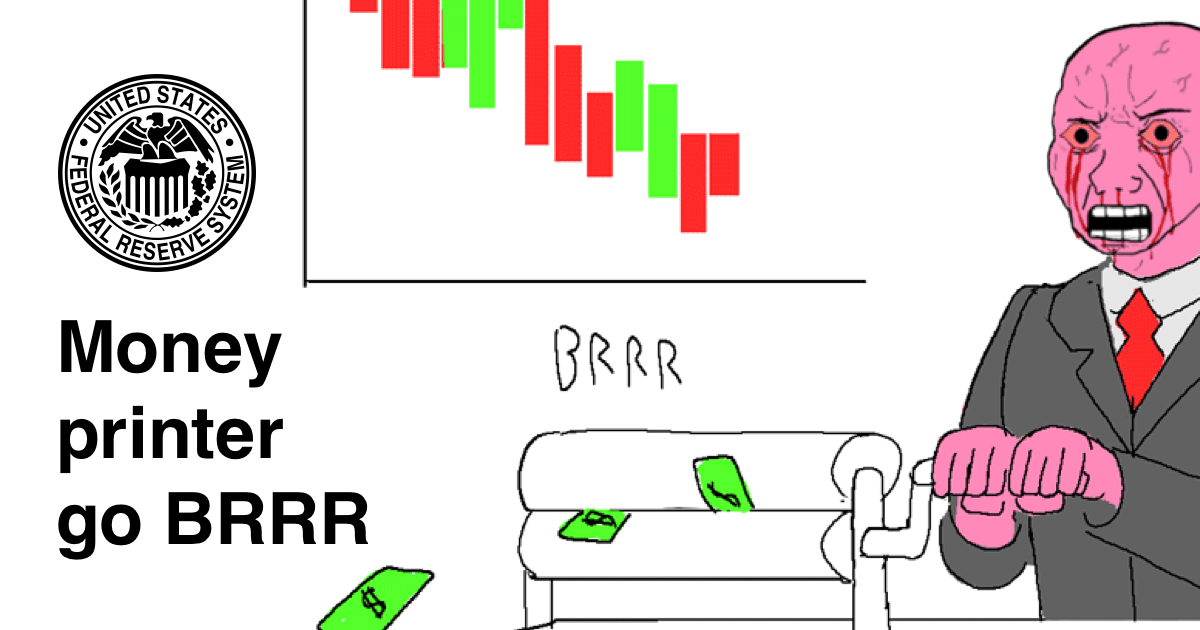 UNITED STATES
FEDERAL RESERVE SYSTEM
Money
printer
go BRRR
BRRR
$
$
$